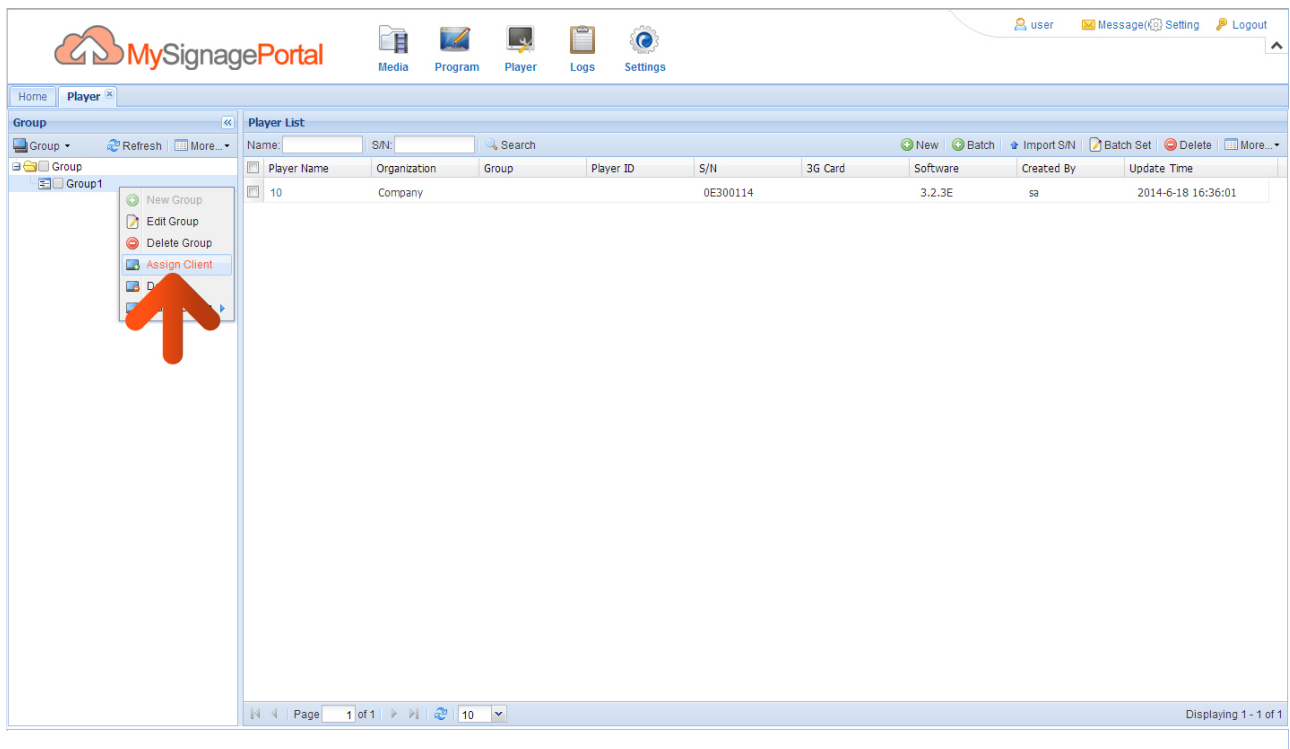 user Message( Setting Logout
MySignagePortal
Media Program Player Logs Settings
Home Player
Group
Player List
Group Refresh More...
Name: S/N: Search New Batch Import S/N Batch Set Delete More...
Group
Group1
Player Name Organization Group Player ID S/N 3G Card Software Created By Update Time
10 Company 0E300114 3.2.3E sa 2014-6-18 16:36:01
New Group
Edit Group
Delete Group
Assign Client
Page 1 of 1 10 Displaying 1 - 1 of 1